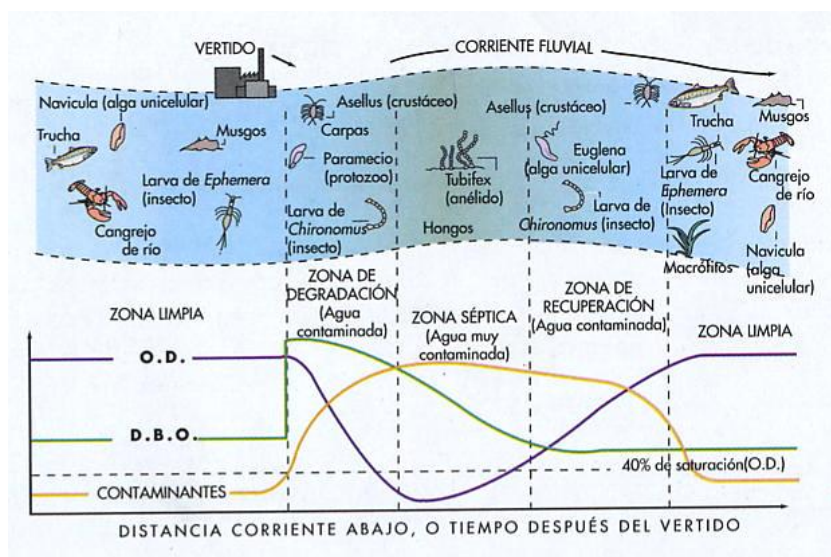 VERTIDO
CORRIENTE FLUVIAL
Navicula (alga unicelular)
Trucha
Musgos
Larva de Ephemera
(insecto)
Cangrejo
de río
Asellus (crustáceo)
Carpas
Paramecio
(protozoo)
Larva de
Chironomus
(insecto)
Tubifex
(anélido)
Hongos
Asellus (crustáceo)
Euglena
(alga unicelular)
Larva de
Chironomus (insecto)
Trucha
Musgos
Larva de
Ephemera
(Insecto)
Cangrejo
de río
Macrófitos
Navicula
(alga
unicelular)
ZONA LIMPIA
ZONA DE
DEGRADACIÓN
(Agua
contaminada)
ZONA SÉPTICA
(Agua muy
contaminada)
ZONA DE
RECUPERACIÓN
(Agua contaminada)
ZONA LIMPIA
O.D.
D.B.O.
CONTAMINANTES
40% de saturación(O.D.)
DISTANCIA CORRIENTE ABAJO, O TIEMPO DESPUÉS DEL VERTIDO